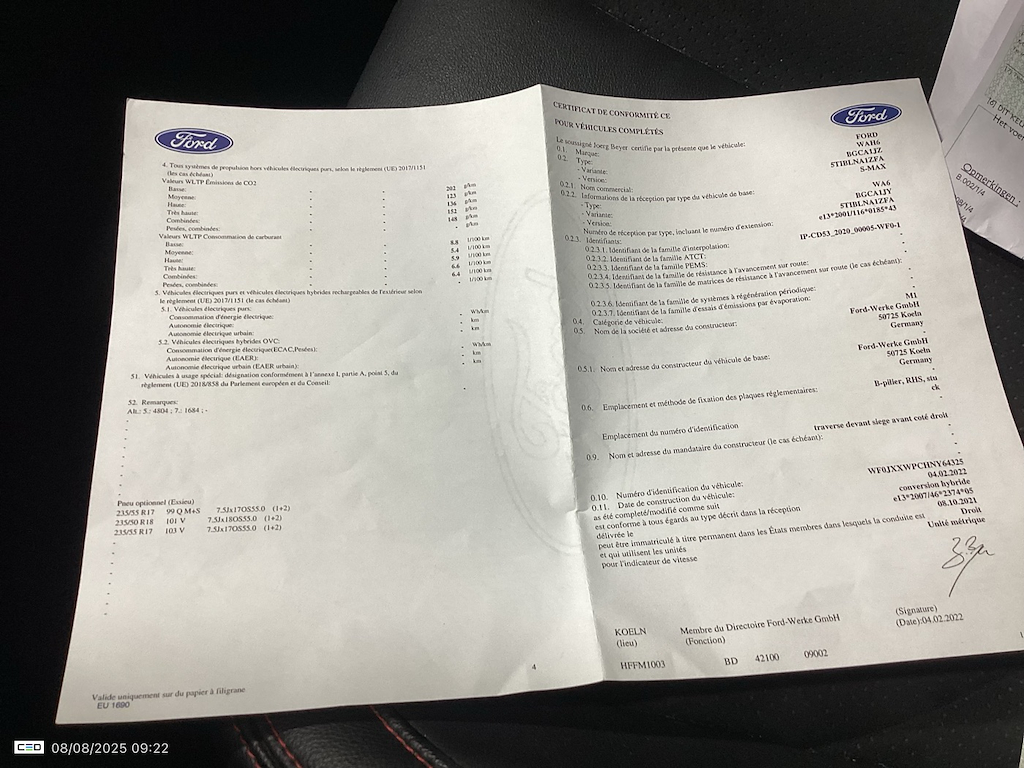 Ford
4. Tous systèmes de propulsion hors véhicules électriques purs, selon le règlement (UE) 2017/1151
(les cas échéant)
Valeurs WLTP Émissions de CO2
Basse: - - 202 g/km
Moyenne: - - 123 g/km
Haute: - - 136 g/km
Très haute: - - 152 g/km
Combinées: - - 148 g/km
Pesées, combinées: - - g/km
Valeurs WLTP Consommation de carburant
Basse: - - 8.8 l/100 km
Moyenne: - - 5.4 l/100 km
Haute: - - 5.9 l/100 km
Très haute: - - 6.6 l/100 km
Combinées: - - 6.4 l/100 km
Pesées, combinées: - - - l/100 km
5. Véhicules électriques purs et véhicules électriques hybrides rechargeables de l'extérieur selon
le règlement (UE) 2017/1151 (le cas échéant)
5.1. Véhicules électriques purs:
Consommation d'énergie électrique: - Wh/km
Autonomie électrique: - km
Autonomie électrique urbain: - km
5.2. Véhicules électriques hybrides OVC:
Consommation d'énergie électrique(ECAC,Pesées): - Wh/km
Autonomie électrique (EAER): - km
Autonomie électrique urbain (EAER urbain): - km
51. Véhicules à usage spécial: désignation conformément à l'annexe I, partie A, point 5, du
règlement (UE) 2018/858 du Parlement européen et du Conseil: -
52. Remarques:
Alt.: 5.: 4804 ; 7.: 1684 ; -
Pneu optionnel (Essieu)
235/55 R17 99 Q M+S 7.5Jx17OS55.0 (1+2)
235/50 R18 101 V 7.5Jx18OS55.0 (1+2)
235/55 R17 103 V 7.5Jx17OS55.0 (1+2)
4
Valide uniquement sur du papier à filigrane
EU 1690
CERTIFICAT DE CONFORMITÉ CE
Ford
POUR VÉHICULES COMPLÉTÉS
Le soussigné Joerg Beyer certifie par la présente que le véhicule:
0.1. Marque: FORD
0.2. Type: WA6
- Variante: BGCA1JZ
- Version: 5TIBLNA1ZFA
0.2.1. Nom commercial: S-MAX
0.2.2. Informations de la réception par type du véhicule de base:
- Type: WA6
- Variante: BGCA1JY
- Version: 5TIBLNA1ZFA
Numéro de réception par type, incluant le numéro d'extension: e13*2001/116*0185*43
0.2.3. Identifiants:
0.2.3.1. Identifiant de la famille d'interpolation: IP-CD53_2020_00005-WF0-1
0.2.3.2. Identifiant de la famille ATCT: -
0.2.3.3. Identifiant de la famille PEMS: -
0.2.3.4. Identifiant de la famille de résistance à l'avancement sur route: -
0.2.3.5. Identifiant de la famille de matrices de résistance à l'avancement sur route (le cas échéant): -
0.2.3.6. Identifiant de la famille de systèmes à régénération périodique: -
0.2.3.7. Identifiant de la famille d'essais d'émissions par évaporation: -
0.4. Catégorie de véhicule: M1
0.5. Nom de la société et adresse du constructeur: Ford-Werke GmbH
50725 Koeln
Germany
0.5.1. Nom et adresse du constructeur du véhicule de base: Ford-Werke GmbH
50725 Koeln
Germany
0.6. Emplacement et méthode de fixation des plaques réglementaires: B-pilier, RHS, stu
ck
Emplacement du numéro d'identification traverse devant siege avant coté droit
0.9. Nom et adresse du mandataire du constructeur (le cas échéant): -
0.10. Numéro d'identification du véhicule: WF0JXXWPCHNY64325
0.11. Date de construction du véhicule: 04.02.2022
as été completé/modifié comme suit conversion hybride
est conforme à tous égards au type décrit dans la réception e13*2007/46*2374*05
délivrée le 08.10.2021
peut être immatriculé à titre permanent dans les États membres dans lesquels la conduite est Droit
et qui utilisent les unités Unité métrique
pour l'indicateur de vitesse
KOELN Membre du Directoire Ford-Werke GmbH (Signature)
(lieu) (Fonction) (Date):04.02.2022
HFFM1003 BD 42100 09002
Het voer
Opmerkingen :
B.002/1/4
CEO 08/08/2025 09:22